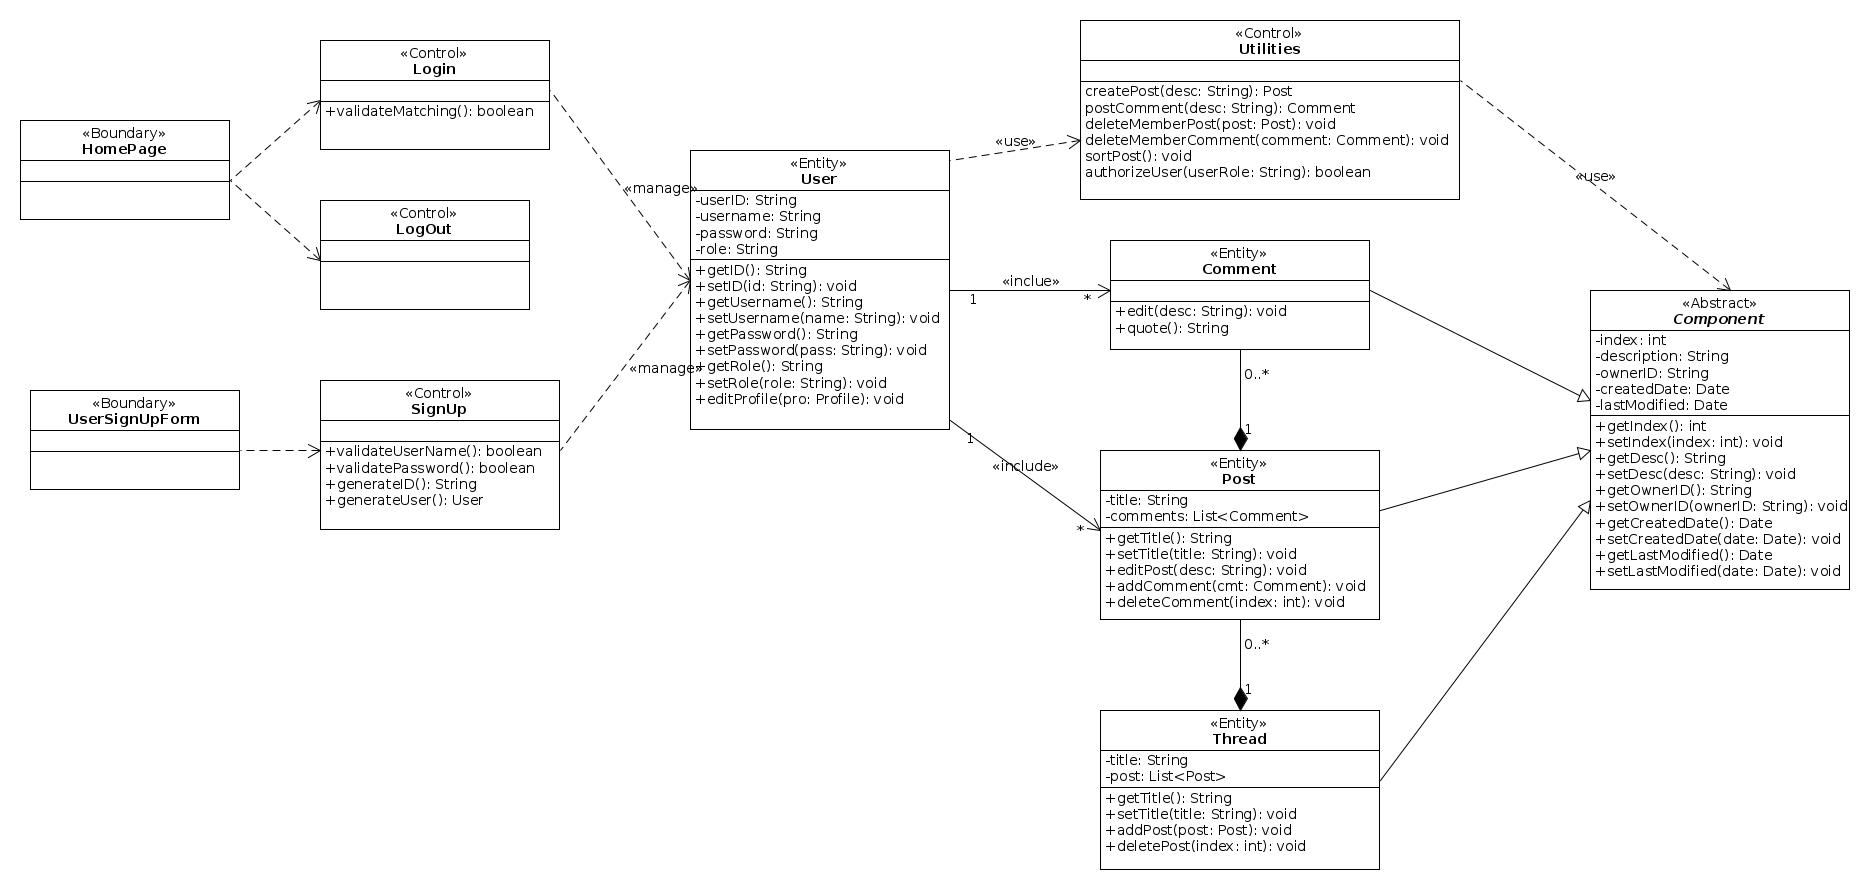 «Boundary»
HomePage
«Control»
Login
+validateMatching(): boolean
«Control»
LogOut
«Boundary»
UserSignUpForm
«Control»
SignUp
+validateUserName(): boolean
+validatePassword(): boolean
+generateID(): String
+generateUser(): User
«manage»
«manage»
«Entity»
User
-userID: String
-username: String
-password: String
-role: String
+getID(): String
+setID(id: String): void
+getUsername(): String
+setUsername(name: String): void
+getPassword(): String
+setPassword(pass: String): void
+getRole(): String
+setRole(role: String): void
+editProfile(pro: Profile): void
«use»
«inclue»
1
*
1
«include»
*
«Control»
Utilities
createPost(desc: String): Post
postComment(desc: String): Comment
deleteMemberPost(post: Post): void
deleteMemberComment(comment: Comment): void
sortPost(): void
authorizeUser(userRole: String): boolean
«use»
«Entity»
Comment
+edit(desc: String): void
+quote(): String
0..*
1
«Entity»
Post
-title: String
-comments: List<Comment>
+getTitle(): String
+setTitle(title: String): void
+editPost(desc: String): void
+addComment(cmt: Comment): void
+deleteComment(index: int): void
0..*
1
«Entity»
Thread
-title: String
-post: List<Post>
+getTitle(): String
+setTitle(title: String): void
+addPost(post: Post): void
+deletePost(index: int): void
«Abstract»
Component
-index: int
-description: String
-ownerID: String
-createdDate: Date
-lastModified: Date
+getIndex(): int
+setIndex(index: int): void
+getDesc(): String
+setDesc(desc: String): void
+getOwnerID(): String
+setOwnerID(ownerID: String): void
+getCreatedDate(): Date
+setCreatedDate(date: Date): void
+getLastModified(): Date
+setLastModified(date: Date): void